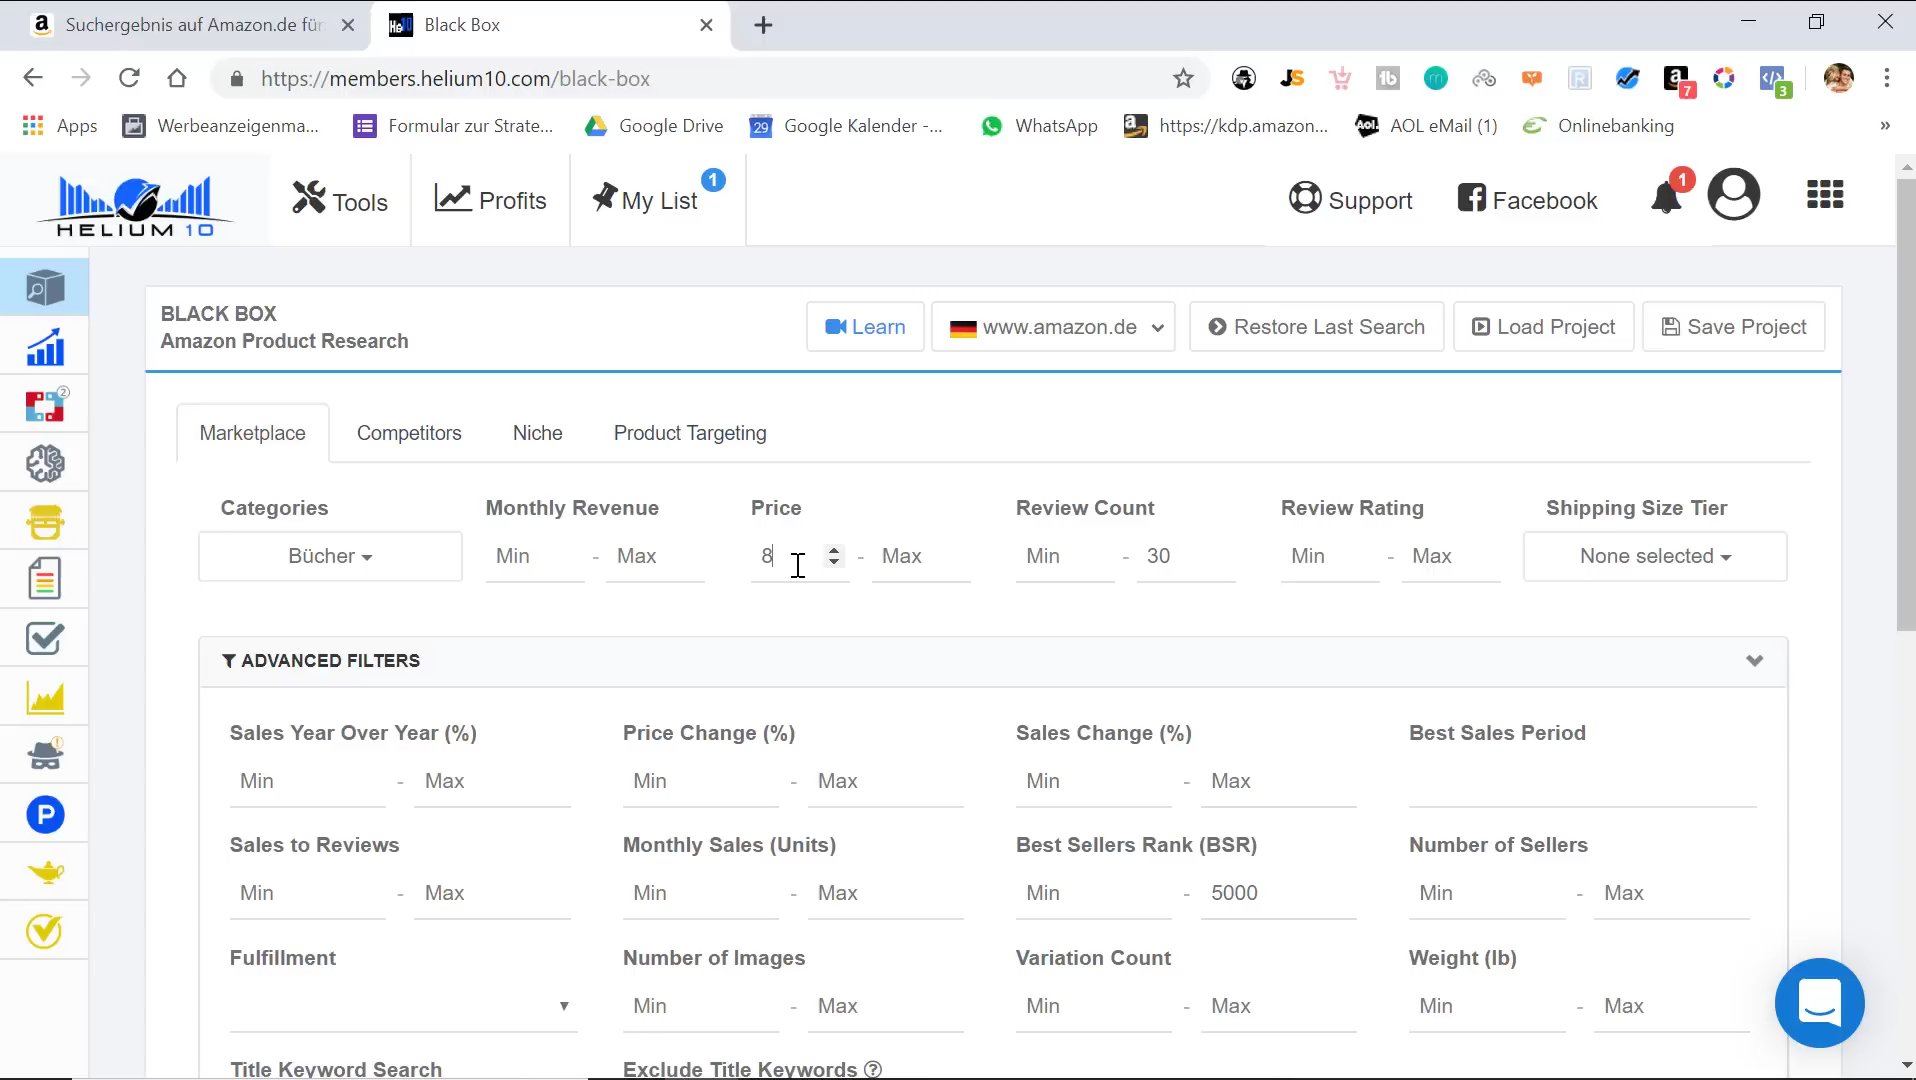 Suchergebnis auf Amazon.de für
Black Box
https://members.helium10.com/black-box
7
3
Apps
Werbeanzeigenma...
Formular zur Strate...
Google Drive
29
Google Kalender -...
WhatsApp
https://kdp.amazon...
Aol.
AOL eMail (1)
Onlinebanking
»
HELIUM 10
Tools
Profits
My List
1
Support
Facebook
1
BLACK BOX
Amazon Product Research
Learn
www.amazon.de
Restore Last Search
Load Project
Save Project
2
Marketplace
Competitors
Niche
Product Targeting
Categories
Monthly Revenue
Price
Review Count
Review Rating
Shipping Size Tier
Bücher
Min - Max
8 - Max
Min - 30
Min - Max
None selected
ADVANCED FILTERS
Sales Year Over Year (%)
Price Change (%)
Sales Change (%)
Best Sales Period
Min - Max
Min - Max
Min - Max
Sales to Reviews
Monthly Sales (Units)
Best Sellers Rank (BSR)
Number of Sellers
Min - Max
Min - Max
Min - 5000
Min - Max
Fulfillment
Number of Images
Variation Count
Weight (lb)
Min - Max
Min - Max
Min - Max
Title Keyword Search
Exclude Title Keywords ?
P